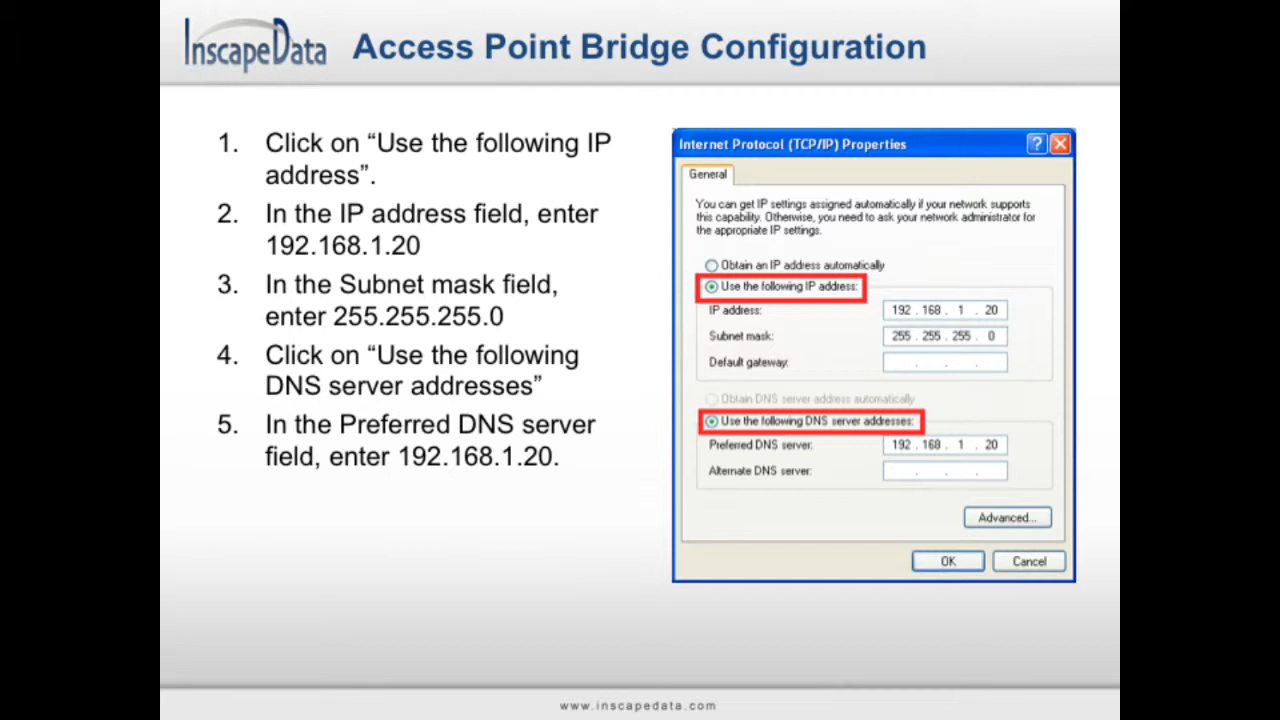 InscapeData
Access Point Bridge Configuration
1. Click on “Use the following IP
address”.
2. In the IP address field, enter
192.168.1.20
3. In the Subnet mask field,
enter 255.255.255.0
4. Click on “Use the following
DNS server addresses”
5. In the Preferred DNS server
field, enter 192.168.1.20.
Internet Protocol (TCP/IP) Properties
General
You can get IP settings assigned automatically if your network supports
this capability. Otherwise, you need to ask your network administrator for
the appropriate IP settings.
Obtain an IP address automatically
Use the following IP address:
IP address: 192 . 168 . 1 . 20
Subnet mask: 255 . 255 . 255 . 0
Default gateway: . . .
Obtain DNS server address automatically
Use the following DNS server addresses:
Preferred DNS server: 192 . 168 . 1 . 20
Alternate DNS server: . . .
Advanced...
OK Cancel
www.inscapedata.com